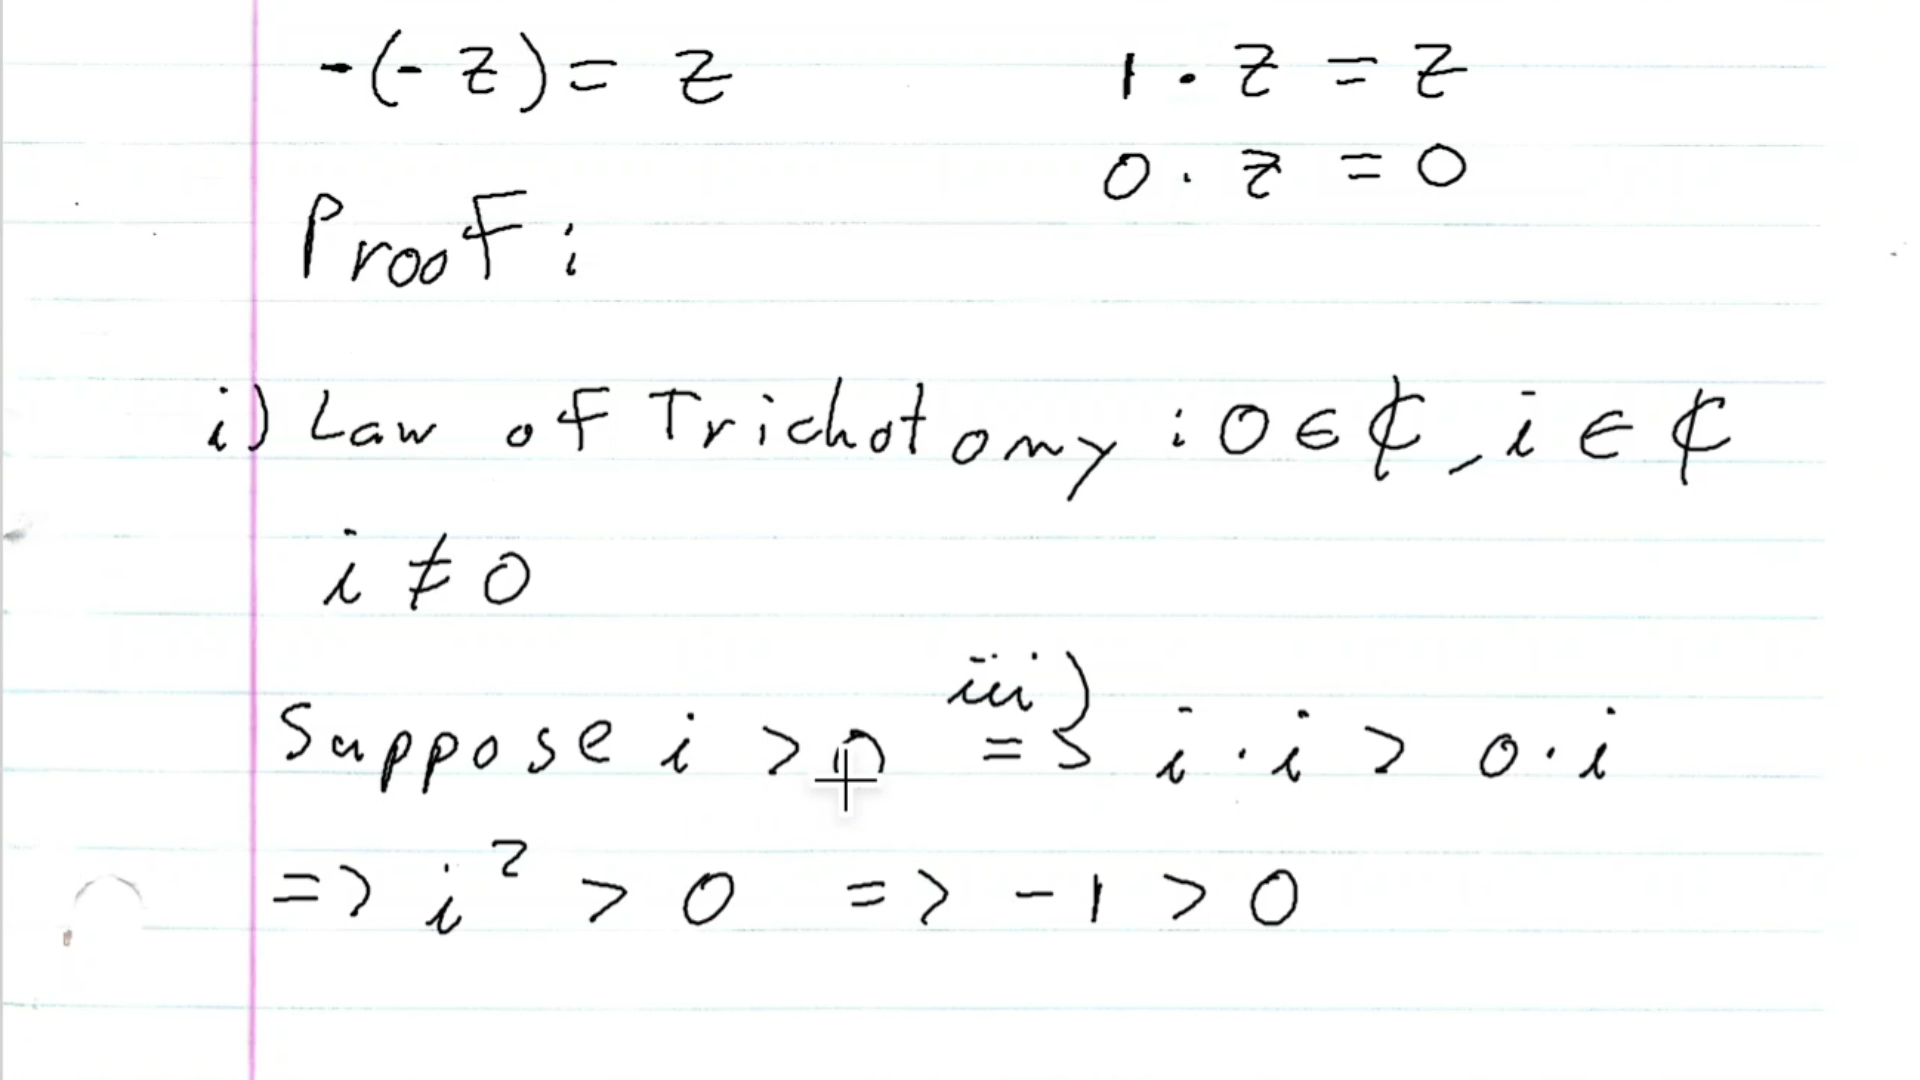 -(-z) = z 1 · z = z
0 · z = 0
Proof:
i) Law of Trichotomy : 0 ∈ ₵, i ∈ ₵
i ≠ 0
iii)
Suppose i > 0 => i · i > 0 · i
=> i² > 0 => -1 > 0